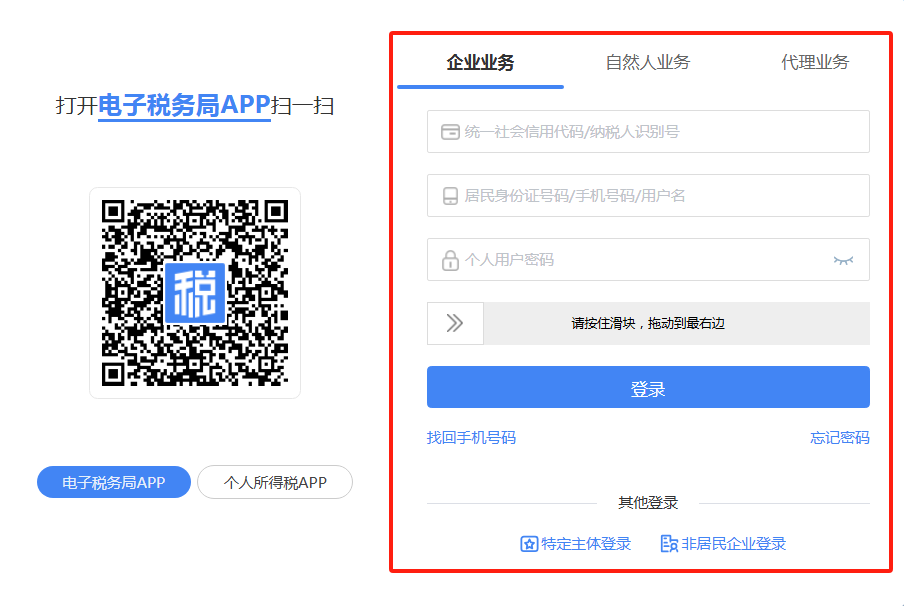 打开电子税务局APP扫一扫
税
电子税务局APP
个人所得税APP
企业业务
自然人业务
代理业务
统一社会信用代码/纳税人识别号
居民身份证号码/手机号码/用户名
个人用户密码
请按住滑块，拖动到最右边
登录
找回手机号码
忘记密码
其他登录
特定主体登录
非居民企业登录